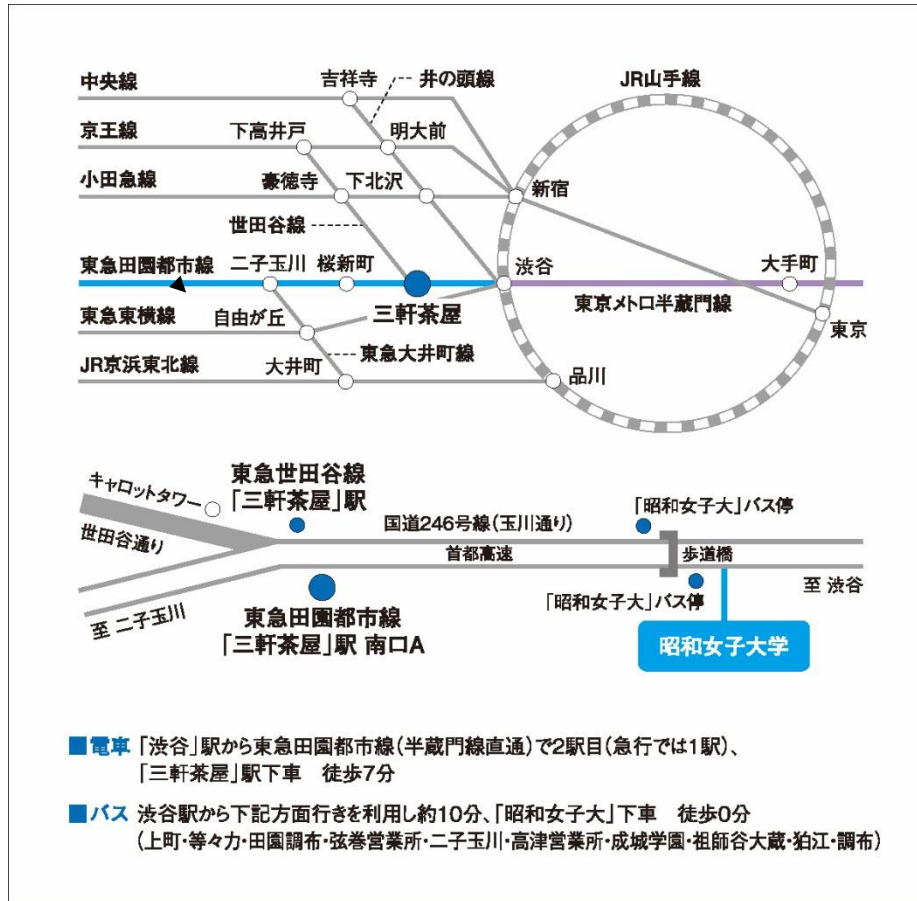 中央線
吉祥寺
井の頭線
JR山手線
京王線
下高井戸
明大前
小田急線
豪徳寺
下北沢
新宿
世田谷線
東急田園都市線
二子玉川
桜新町
渋谷
大手町
三軒茶屋
東京メトロ半蔵門線
東急東横線
自由が丘
東京
JR京浜東北線
大井町
東急大井町線
品川
キャロットタワー
東急世田谷線
「三軒茶屋」駅
世田谷通り
国道246号線(玉川通り)
「昭和女子大」バス停
首都高速
歩道橋
至 渋谷
至 二子玉川
「昭和女子大」バス停
東急田園都市線
「三軒茶屋」駅 南口A
昭和女子大学
■電車 「渋谷」駅から東急田園都市線(半蔵門線直通)で2駅目(急行では1駅)、
「三軒茶屋」駅下車 徒歩7分
■バス 渋谷駅から下記方面行きを利用し約10分、「昭和女子大」下車 徒歩0分
(上町・等々力・田園調布・弦巻営業所・二子玉川・高津営業所・成城学園・祖師谷大蔵・狛江・調布)